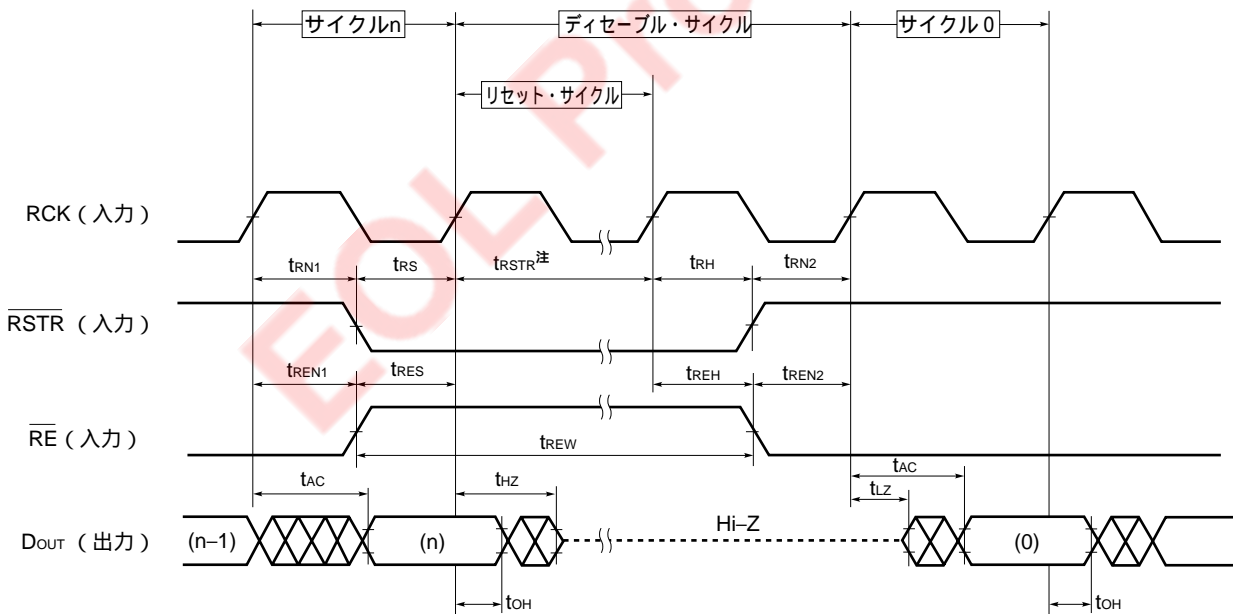 サイクルn ディセーブル・サイクル サイクル0
リセット・サイクル
RCK(入力)
tRN1 tRS tRSTR注 tRH tRN2
RSTR(入力)
tREN1 tRES tREH tREN2
RE(入力)
tREW
tAC tHZ tAC
tLZ
DOUT(出力) (n–1) (n) Hi–Z (0)
tOH tOH
EOL Pro